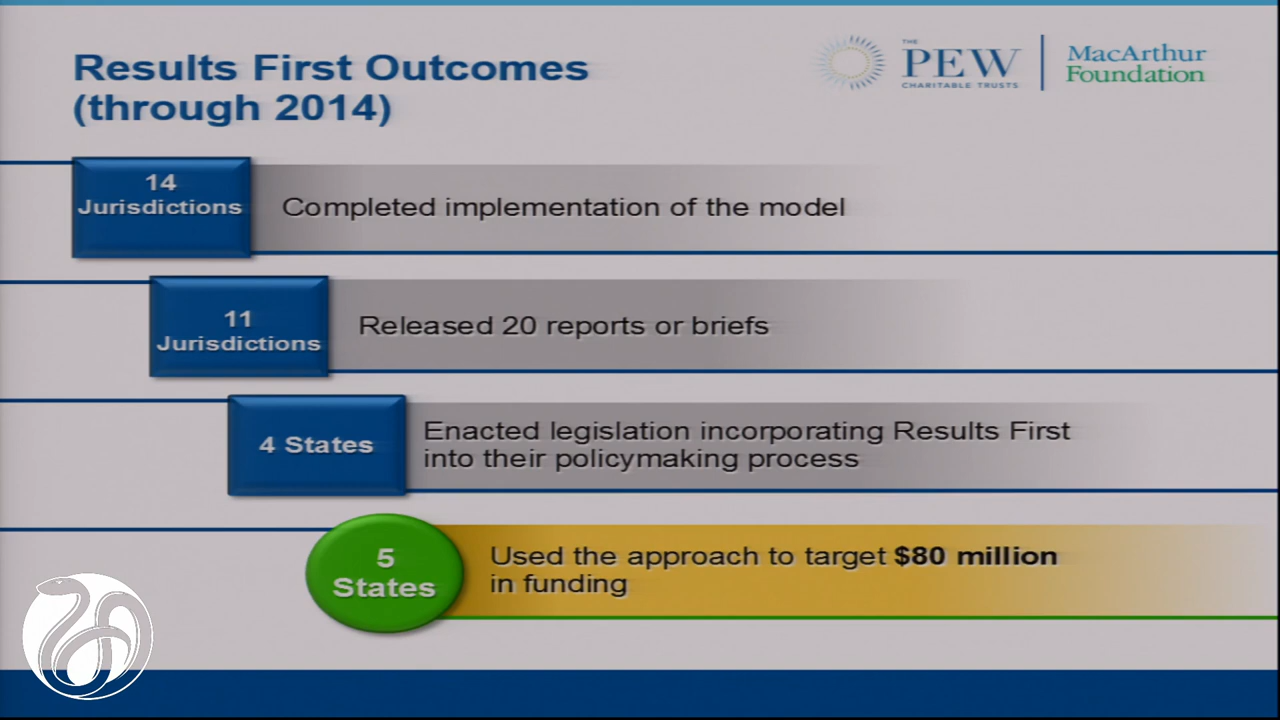 Results First Outcomes
(through 2014)
THE
PEW
CHARITABLE TRUSTS
MacArthur
Foundation
14
Jurisdictions
Completed implementation of the model
11
Jurisdictions
Released 20 reports or briefs
4 States
Enacted legislation incorporating Results First
into their policymaking process
5
States
Used the approach to target $80 million
in funding